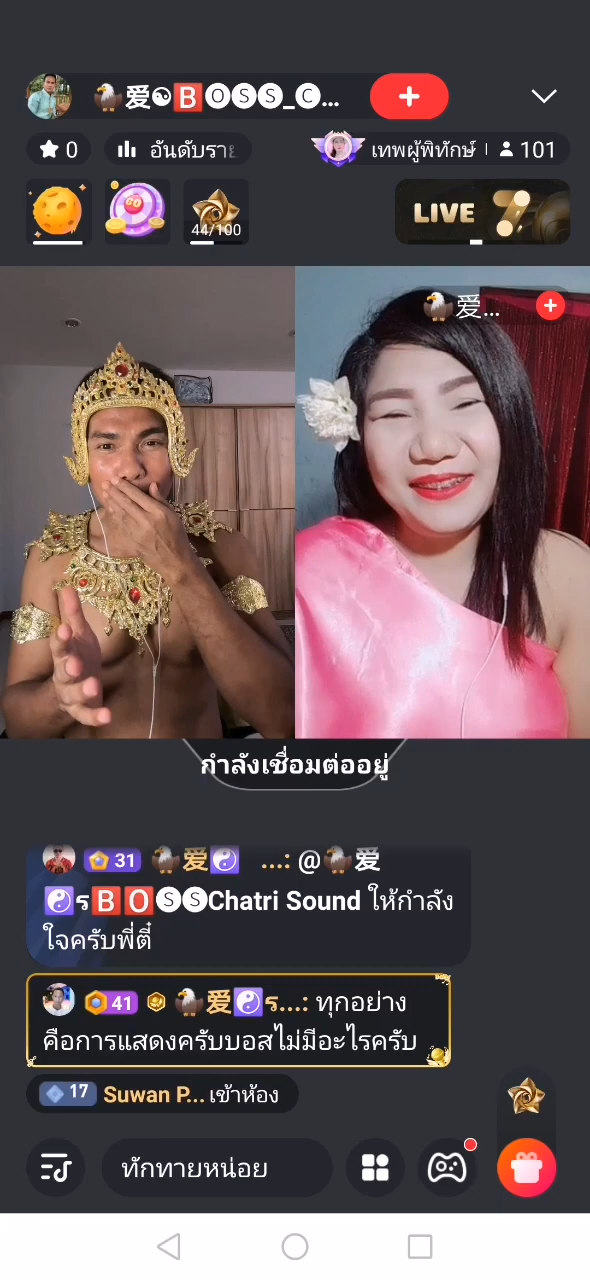 🦅爱☯🅱🅞🅢🅢_🅒...
0
อันดับราย
เทพผู้พิทักษ์ | 101
GO
44/100
LIVE 7
🦅爱...
กำลังเชื่อมต่ออยู่
31 🦅爱☯ ...: @🦅爱
☯ร🅱🅾🅢🅢Chatri Sound ให้กำลัง
ใจครับพี่ตี๋
41 🦅爱☯ร...: ทุกอย่าง
คือการแสดงครับบอสไม่มีอะไรครับ
17 Suwan P... เข้าห้อง
ทักทายหน่อย